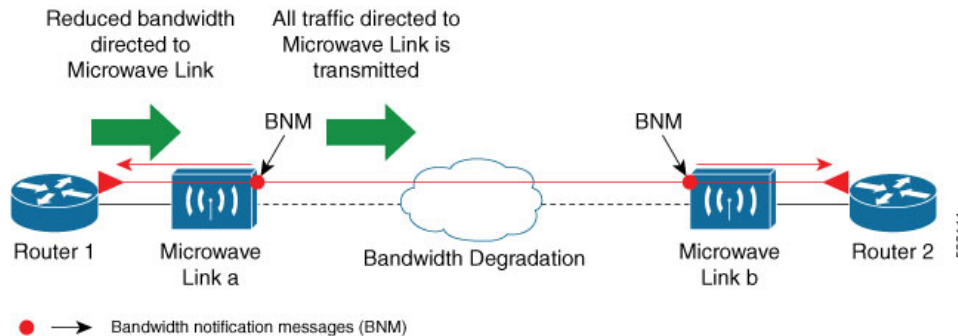 Reduced bandwidth
directed to
Microwave Link
All traffic directed to
Microwave Link is
transmitted
BNM
BNM
Router 1
Microwave
Link a
Bandwidth Degradation
Microwave
Link b
Router 2
Bandwidth notification messages (BNM)